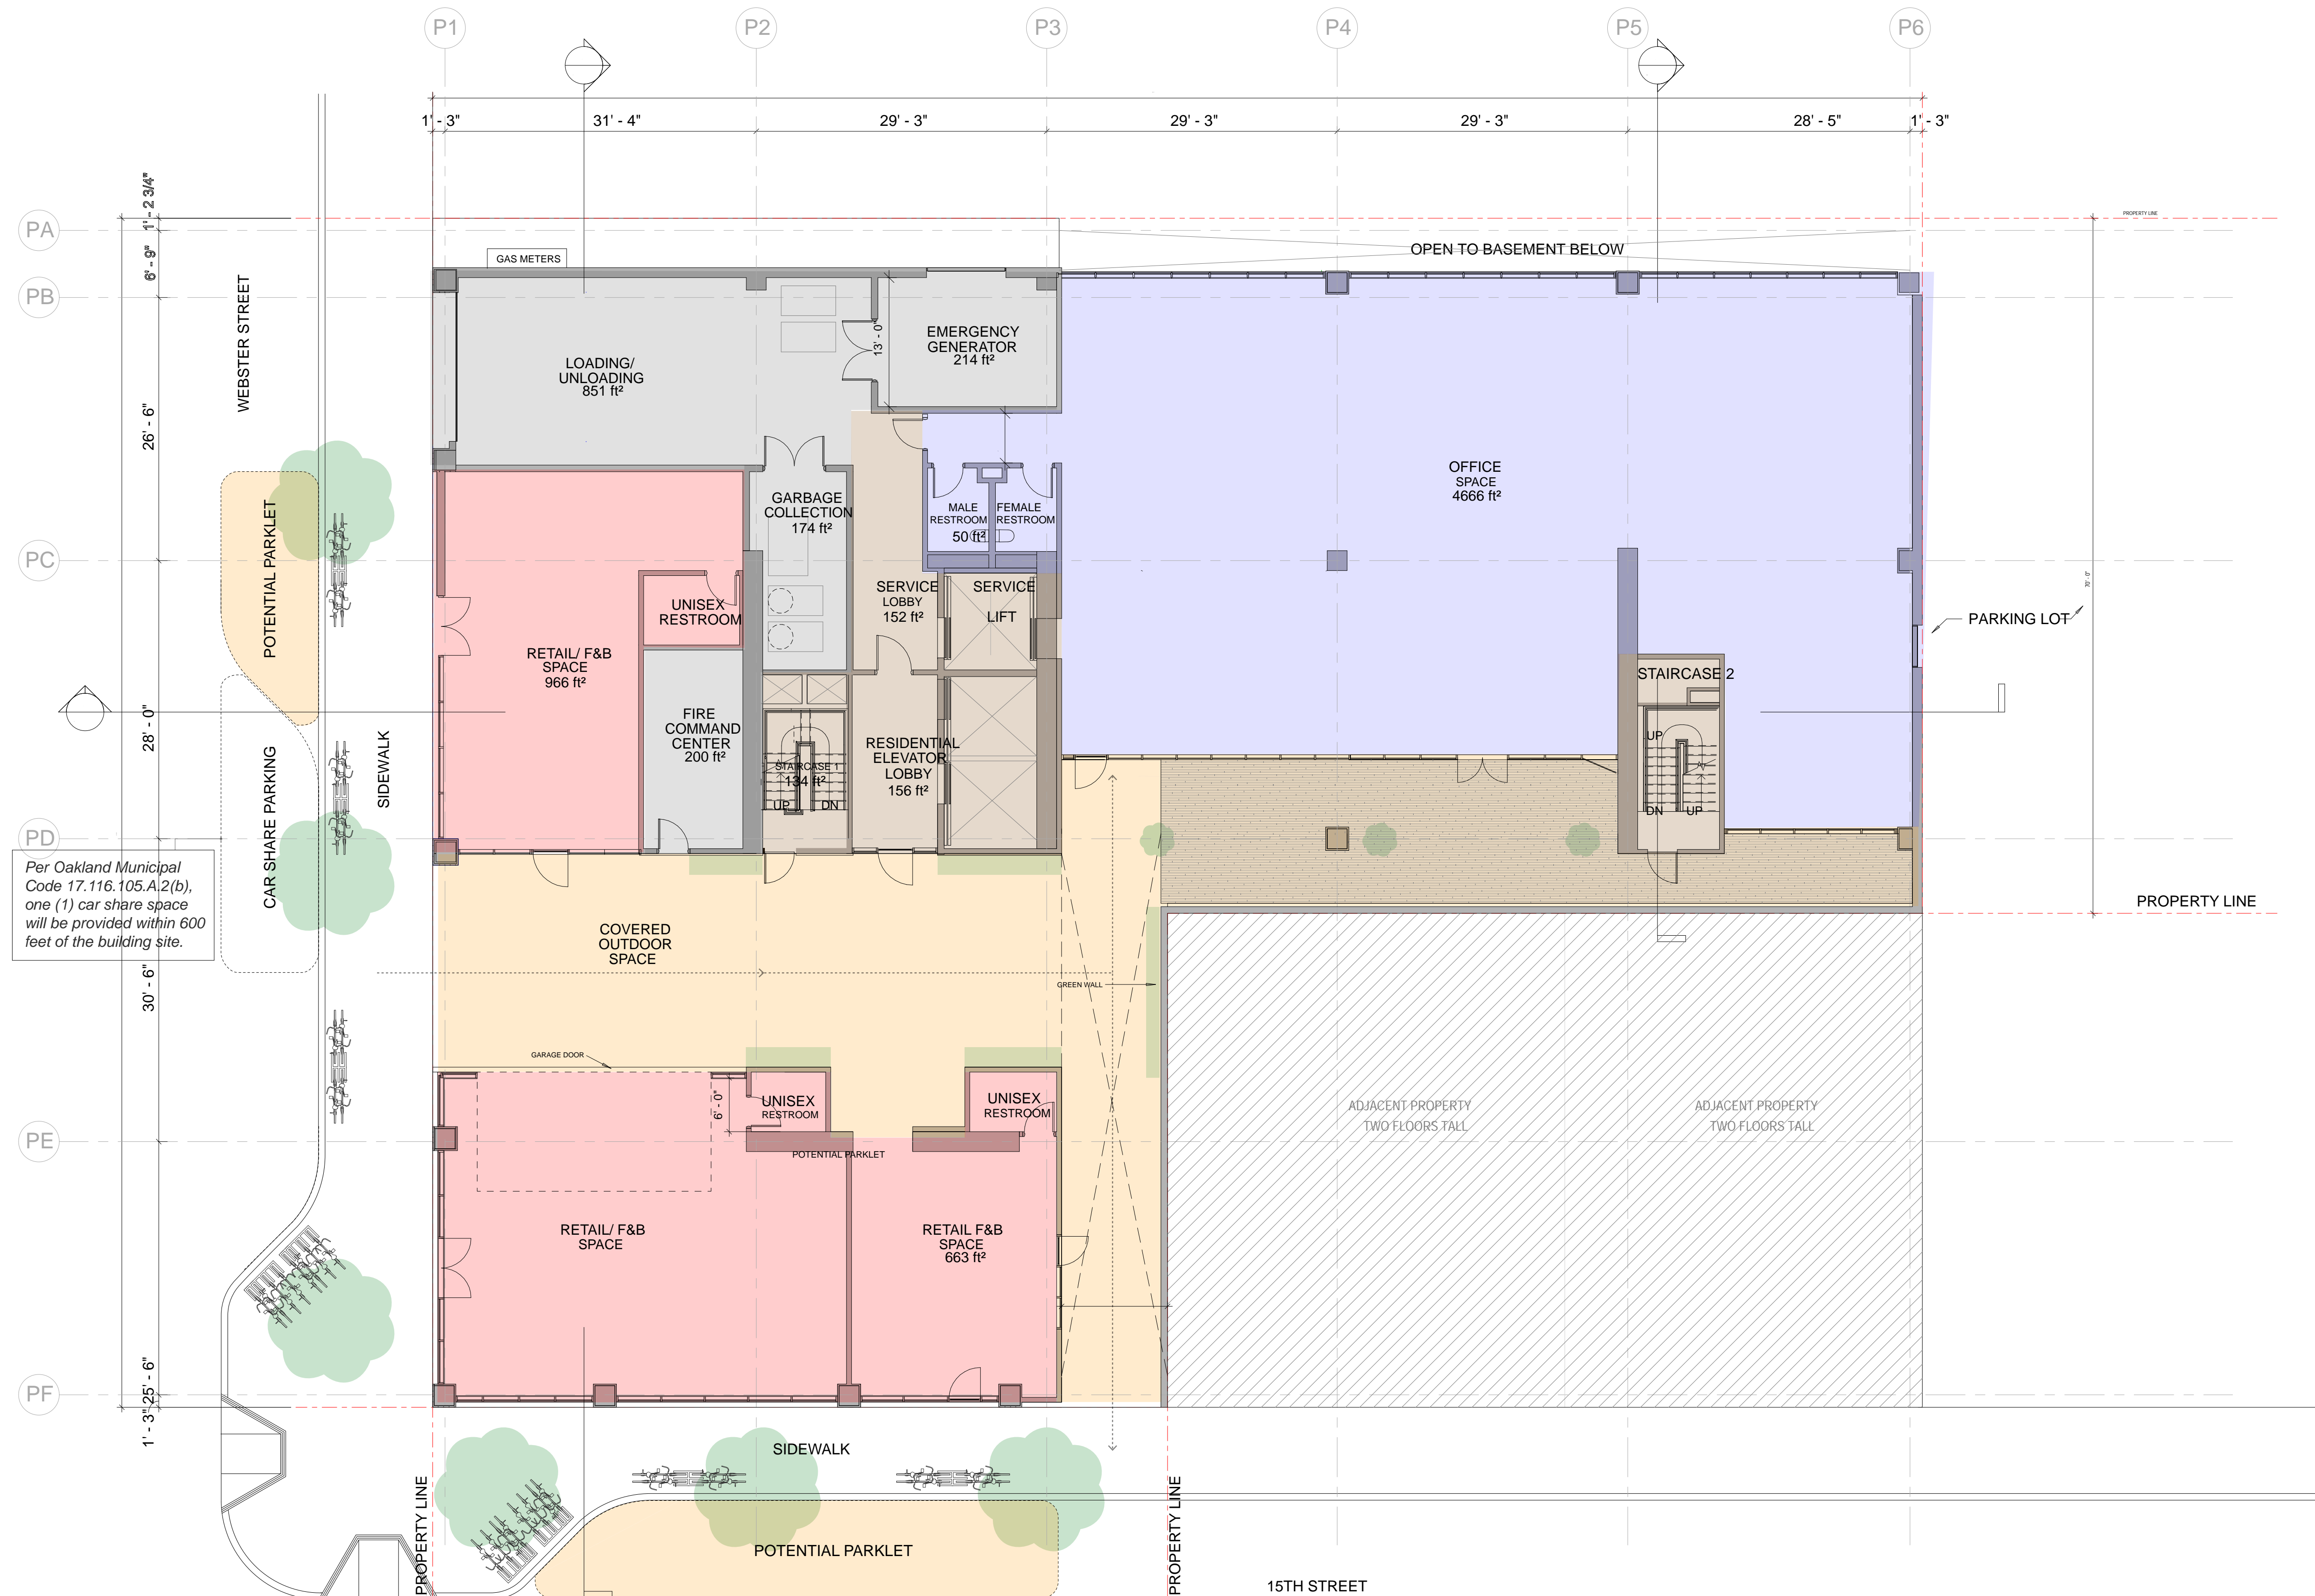 P1
P2
P3
P4
P5
P6
1' - 3"
31' - 4"
29' - 3"
29' - 3"
29' - 3"
28' - 5"
1' - 3"
PA
PB
PC
PD
PE
PF
1' - 2 3/4"
6' - 9"
26' - 6"
28' - 0"
30' - 6"
25' - 6"
1' - 3"
PROPERTY LINE
OPEN TO BASEMENT BELOW
GAS METERS
WEBSTER STREET
LOADING/
UNLOADING
851 ft²
13' - 0"
EMERGENCY
GENERATOR
214 ft²
OFFICE
SPACE
4666 ft²
GARBAGE
COLLECTION
174 ft²
MALE
RESTROOM
50 ft²
FEMALE
RESTROOM
POTENTIAL PARKLET
UNISEX
RESTROOM
SERVICE
LOBBY
152 ft²
SERVICE
LIFT
70' - 0"
PARKING LOT
RETAIL/ F&B
SPACE
966 ft²
STAIRCASE 2
UP
DN
UP
FIRE
COMMAND
CENTER
200 ft²
STAIRCASE 1
134 ft²
UP
DN
RESIDENTIAL
ELEVATOR
LOBBY
156 ft²
SIDEWALK
CAR SHARE PARKING
Per Oakland Municipal
Code 17.116.105.A.2(b),
one (1) car share space
will be provided within 600
feet of the building site.
PROPERTY LINE
COVERED
OUTDOOR
SPACE
GREEN WALL
GARAGE DOOR
6' - 0"
UNISEX
RESTROOM
UNISEX
RESTROOM
POTENTIAL PARKLET
ADJACENT PROPERTY
TWO FLOORS TALL
ADJACENT PROPERTY
TWO FLOORS TALL
RETAIL/ F&B
SPACE
RETAIL F&B
SPACE
663 ft²
SIDEWALK
PROPERTY LINE
PROPERTY LINE
POTENTIAL PARKLET
15TH STREET